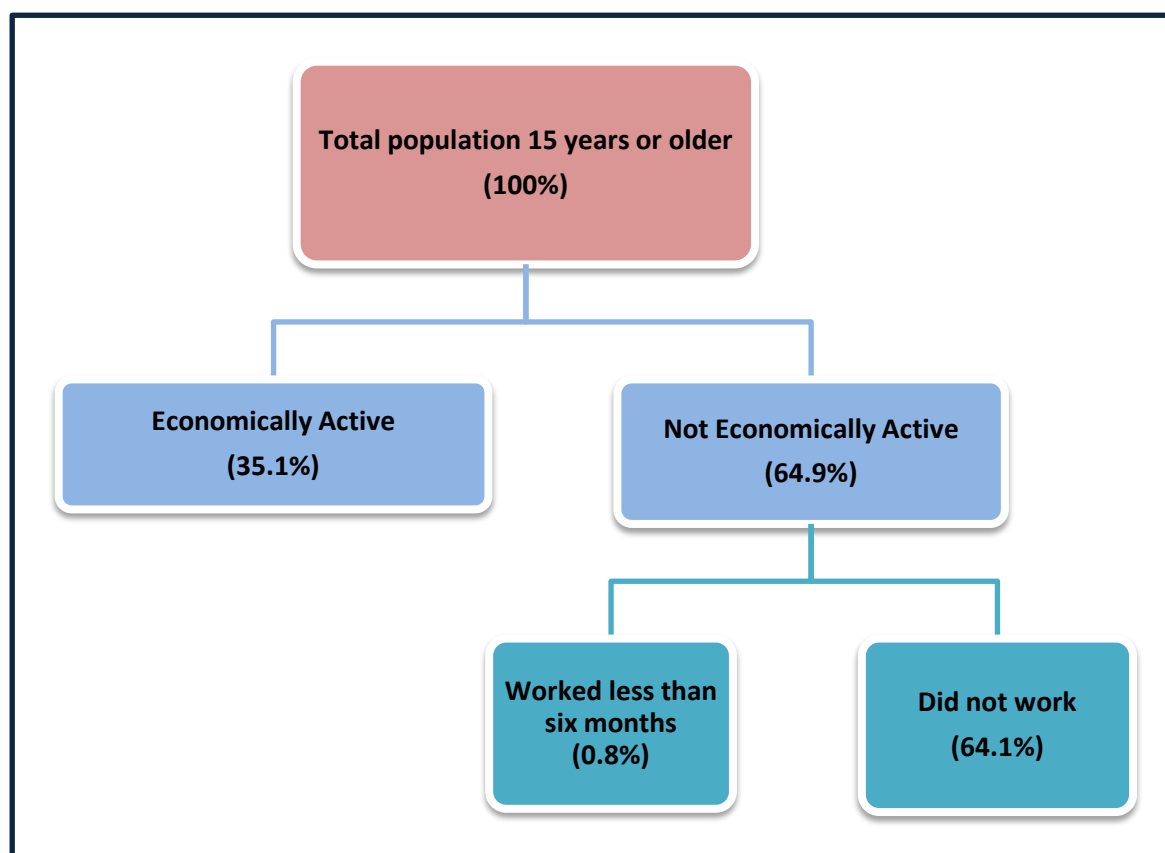 Total population 15 years or older
(100%)
Economically Active
(35.1%)
Not Economically Active
(64.9%)
Worked less than
six months
(0.8%)
Did not work
(64.1%)